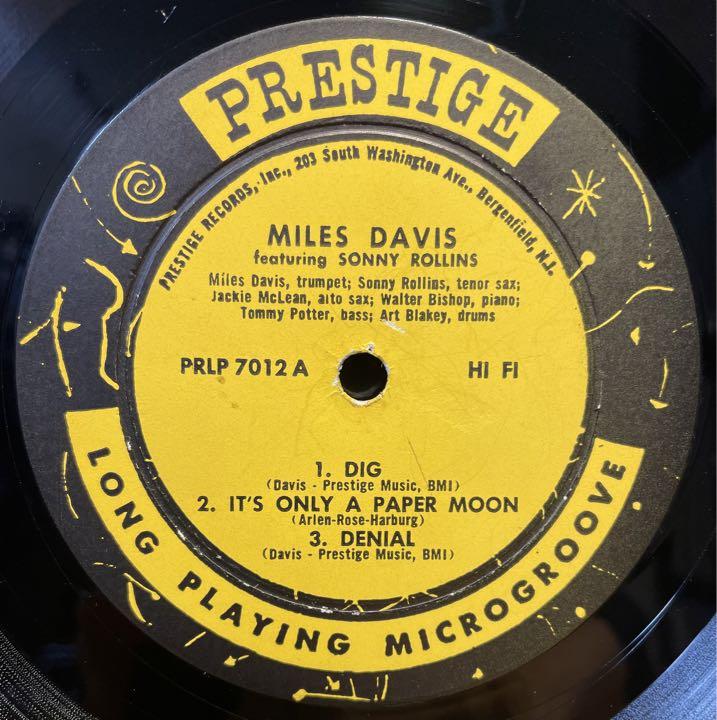 PRESTIGE
PRESTIGE RECORDS, Inc., 203 South Washington Ave., Bergenfield, N.J.
MILES DAVIS
featuring SONNY ROLLINS
Miles Davis, trumpet; Sonny Rollins, tenor sax;
Jackie McLean, alto sax; Walter Bishop, piano;
Tommy Potter, bass; Art Blakey, drums
PRLP 7012 A HI FI
1. DIG
(Davis - Prestige Music, BMI)
2. IT'S ONLY A PAPER MOON
(Arlen-Rose-Harburg)
3. DENIAL
(Davis - Prestige Music, BMI)
LONG PLAYING MICROGROOVE